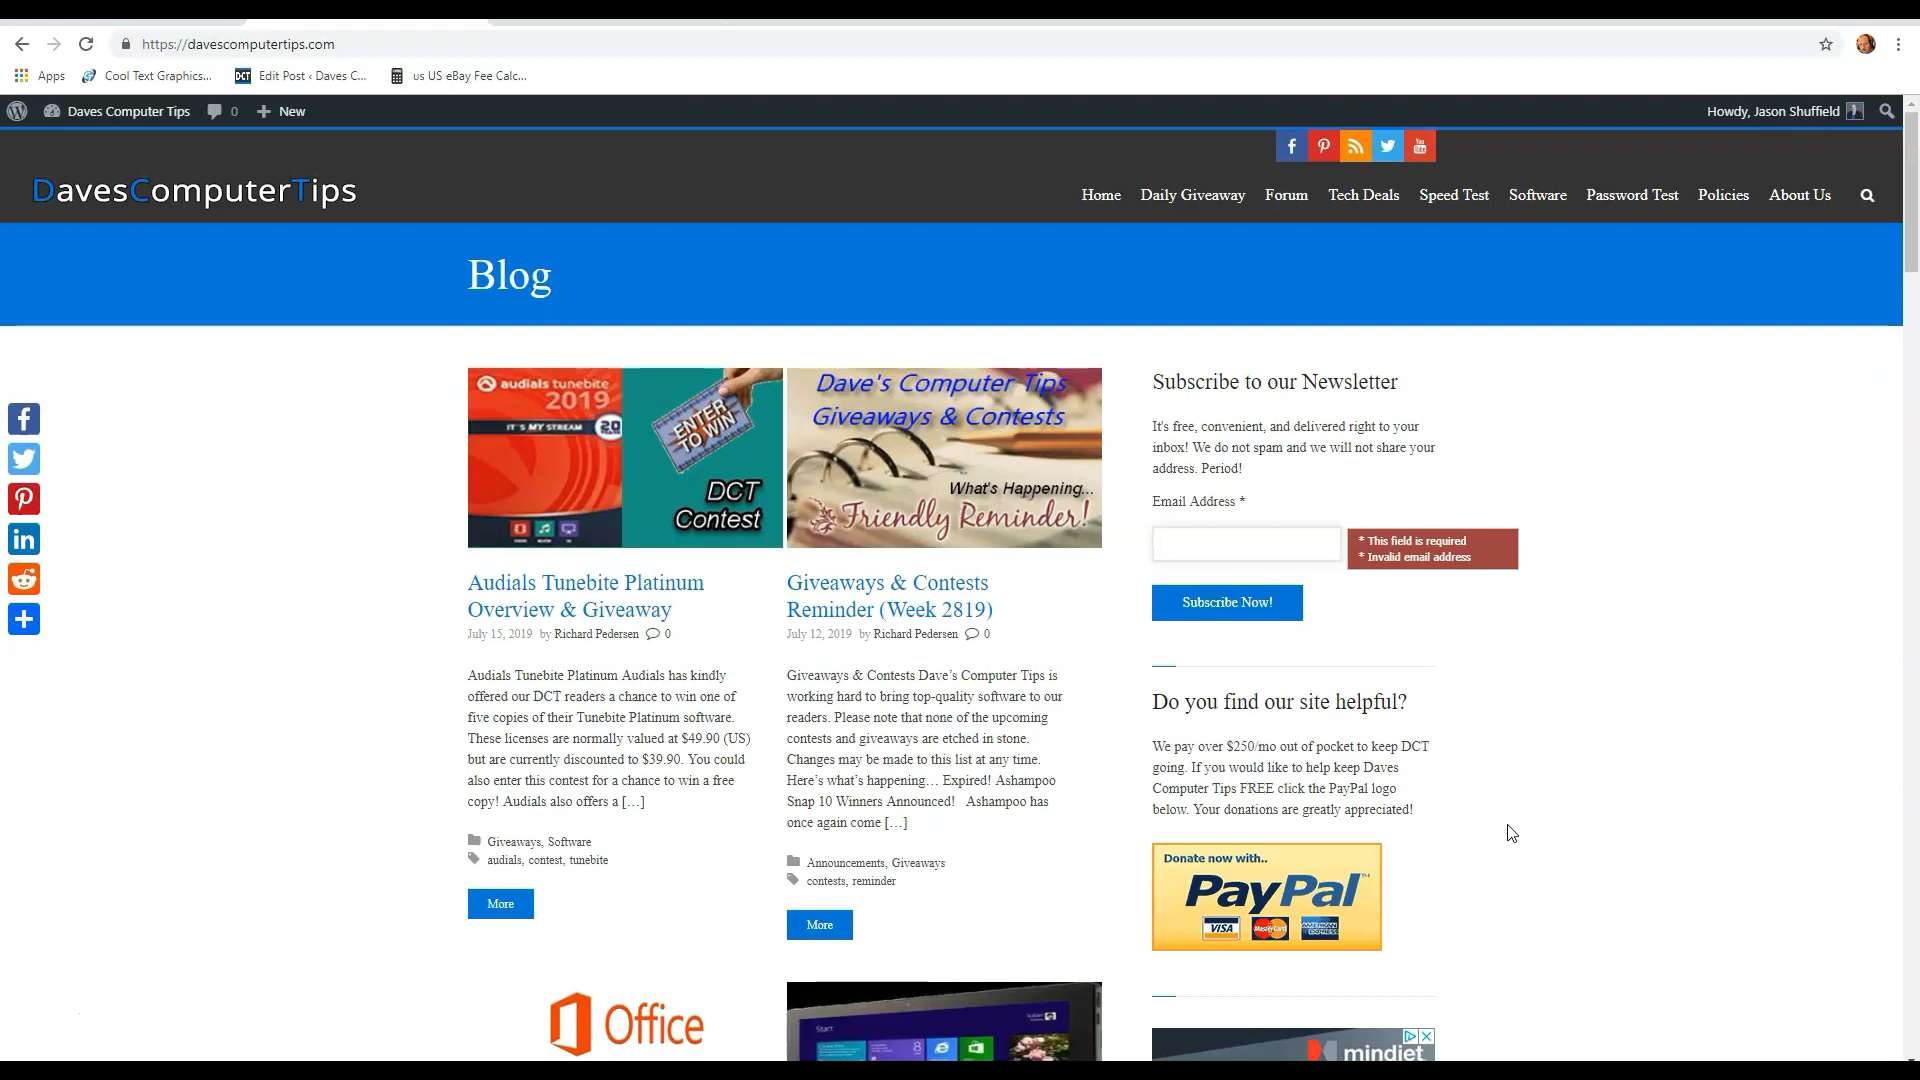 https://davescomputertips.com
Apps
Cool Text Graphics...
DCT
Edit Post ‹ Daves C...
us US eBay Fee Calc...
Daves Computer Tips
0
New
Howdy, Jason Shuffield
DavesComputerTips
Home
Daily Giveaway
Forum
Tech Deals
Speed Test
Software
Password Test
Policies
About Us
Blog
audials tunebite
2019
IT'S MY STREAM
20
ENTER
TO WIN
DCT
Contest
Dave's Computer Tips
Giveaways & Contests
What's Happening...
Friendly Reminder!
Audials Tunebite Platinum
Overview & Giveaway
July 15, 2019 by Richard Pedersen 0
Audials Tunebite Platinum Audials has kindly
offered our DCT readers a chance to win one of
five copies of their Tunebite Platinum software.
These licenses are normally valued at $49.90 (US)
but are currently discounted to $39.90. You could
also enter this contest for a chance to win a free
copy! Audials also offers a […]
Giveaways, Software
audials, contest, tunebite
More
Giveaways & Contests
Reminder (Week 2819)
July 12, 2019 by Richard Pedersen 0
Giveaways & Contests Dave’s Computer Tips is
working hard to bring top-quality software to our
readers. Please note that none of the upcoming
contests and giveaways are etched in stone.
Changes may be made to this list at any time.
Here’s what’s happening… Expired! Ashampoo
Snap 10 Winners Announced! Ashampoo has
once again come […]
Announcements, Giveaways
contests, reminder
More
Office
Start
Subscribe to our Newsletter
It's free, convenient, and delivered right to your
inbox! We do not spam and we will not share your
address. Period!
Email Address *
* This field is required
* Invalid email address
Subscribe Now!
Do you find our site helpful?
We pay over $250/mo out of pocket to keep DCT
going. If you would like to help keep Daves
Computer Tips FREE click the PayPal logo
below. Your donations are greatly appreciated!
Donate now with..
PayPal™
VISA
MasterCard
AMERICAN EXPRESS
mindjet